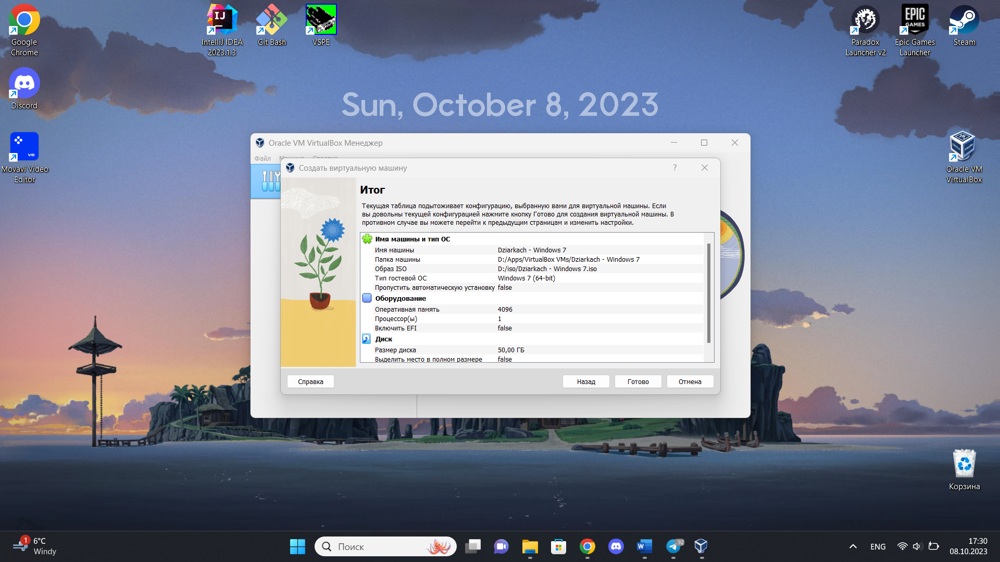 Google
Chrome
IntelliJ IDEA
2023.1.3
Git Bash
VSPE
Paradox
Launcher v2
EPIC
GAMES
Epic Games
Launcher
Steam
Discord
Sun, October 8, 2023
ve
Movavi Video
Editor
Oracle VM
VirtualBox
Oracle VM VirtualBox Менеджер
Файл Машина Справка
Создать виртуальную машину
?
Итог
Текущая таблица подытоживает конфигурацию, выбранную вами для виртуальной машины. Если
вы довольны текущей конфигурацией нажмите кнопку Готово для создания виртуальной машины. В
противном случае вы можете перейти к предыдущим страницам и изменить настройки.
Имя машины и тип ОС
Имя машины Dziarkach - Windows 7
Папка машины D:/Apps/VirtualBox VMs/Dziarkach - Windows 7
Образ ISO D:/iso/Dziarkach - Windows 7.iso
Тип гостевой ОС Windows 7 (64-bit)
Пропустить автоматическую установку false
Оборудование
Оперативная память 4096
Процессор(ы) 1
Включить EFI false
Диск
Размер диска 50,00 ГБ
Выделить место в полном размере false
Справка
Назад
Готово
Отмена
Корзина
1
6°C
Windy
Поиск
W
92
ENG
17:30
08.10.2023